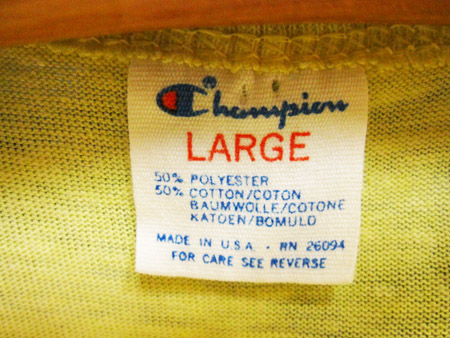 Champion
LARGE
50% POLYESTER
50% COTTON/COTON
BAUMWOLLE/COTONE
KATOEN/BOMULD
MADE IN U.S.A. - RN 26094
FOR CARE SEE REVERSE